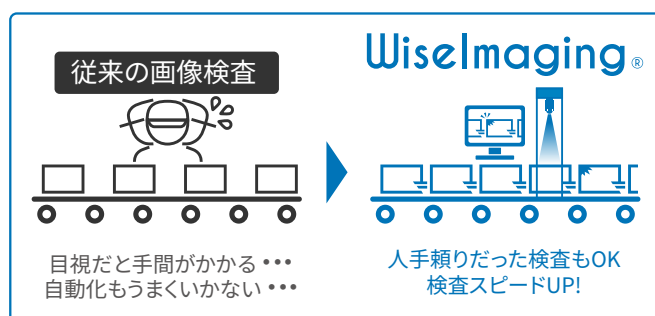 従来の画像検査
目視だと手間がかかる・・・
自動化もうまくいかない・・・
WiseImaging®
人手頼りだった検査もOK
検査スピードUP!